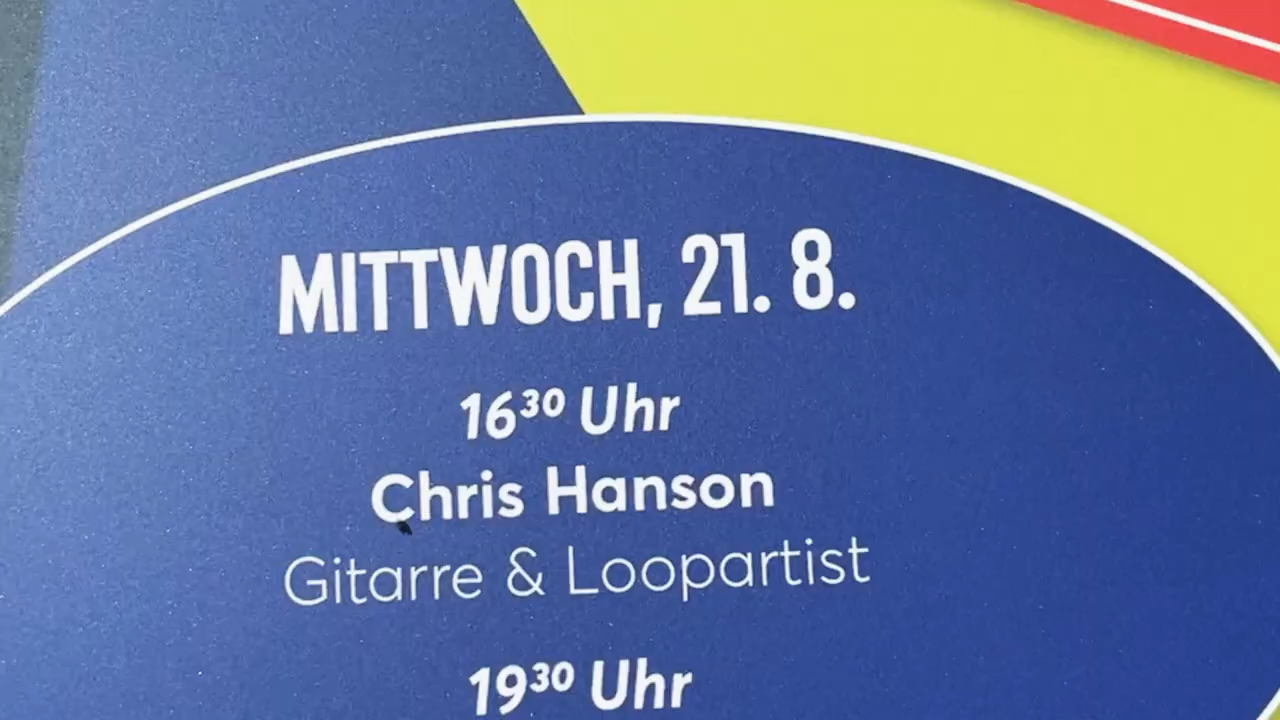 MITTWOCH, 21. 8.
16³⁰ Uhr
Chris Hanson
Gitarre & Loopartist
19³⁰ Uhr